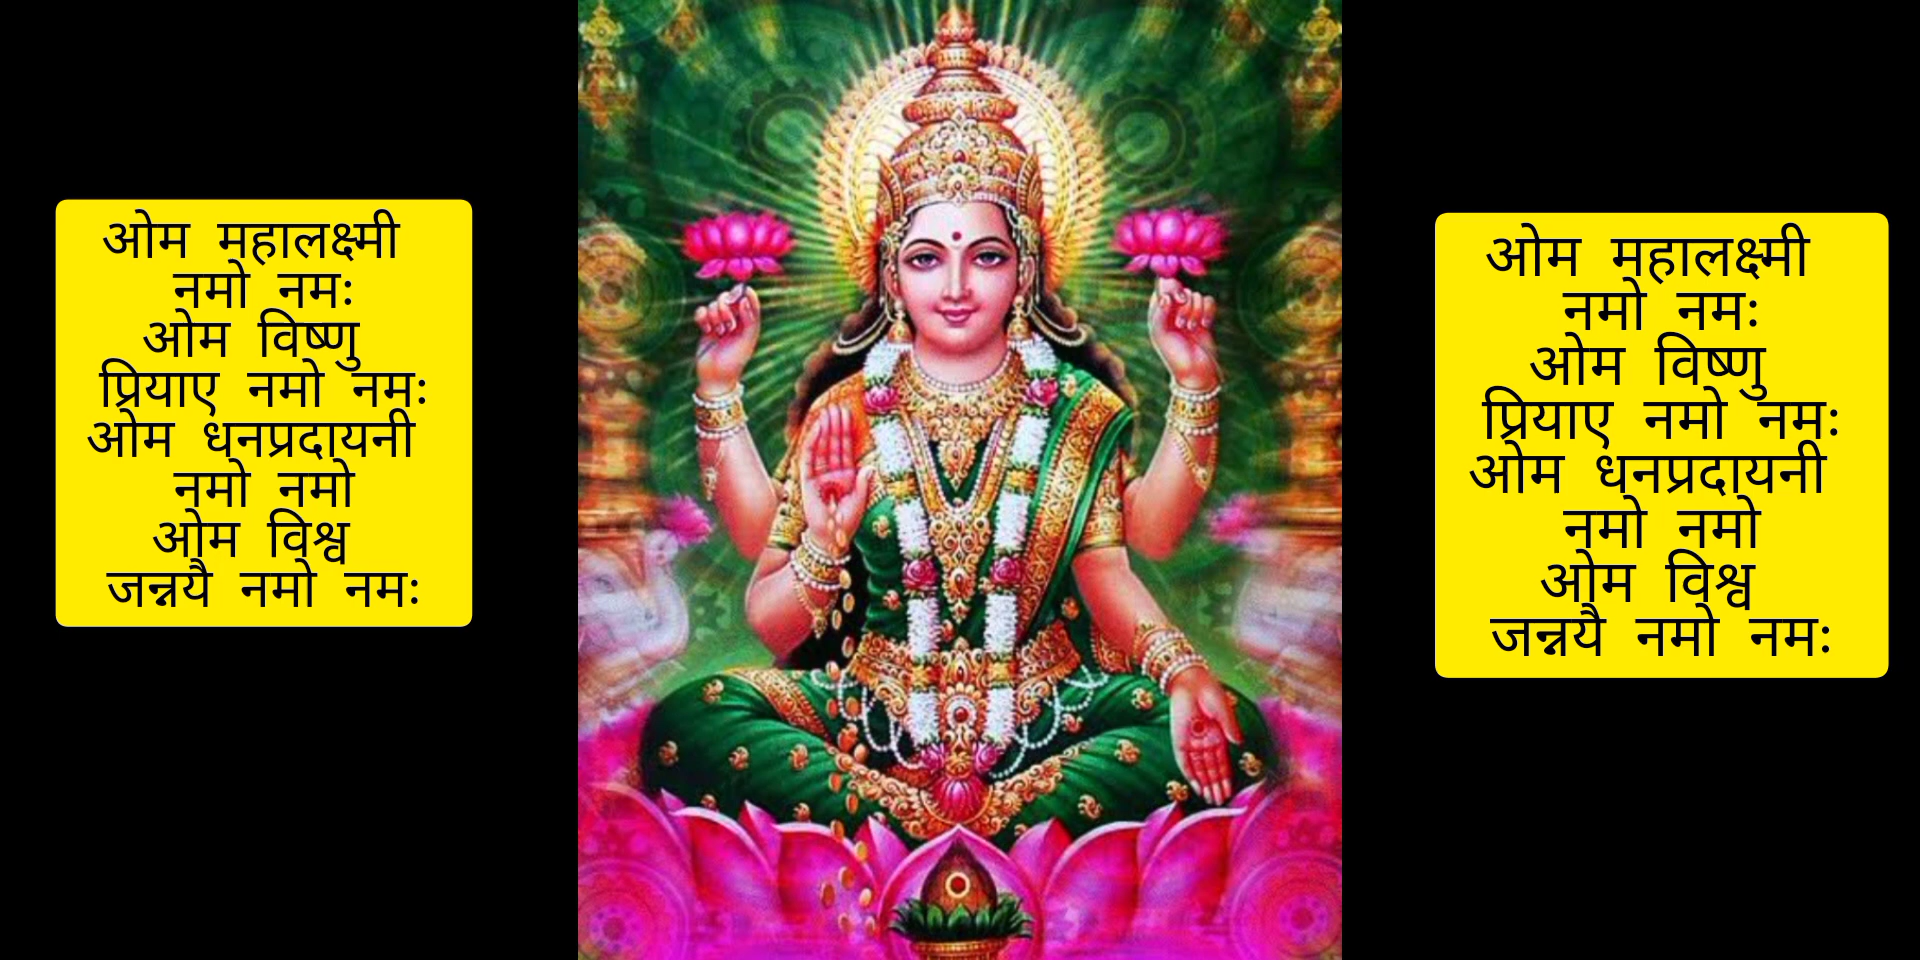 ओम महालक्ष्मी
नमो नमः
ओम विष्णु
प्रियाए नमो नमः
ओम धनप्रदायनी
नमो नमो
ओम विश्व
जन्नयै नमो नमः
ओम महालक्ष्मी
नमो नमः
ओम विष्णु
प्रियाए नमो नमः
ओम धनप्रदायनी
नमो नमो
ओम विश्व
जन्नयै नमो नमः